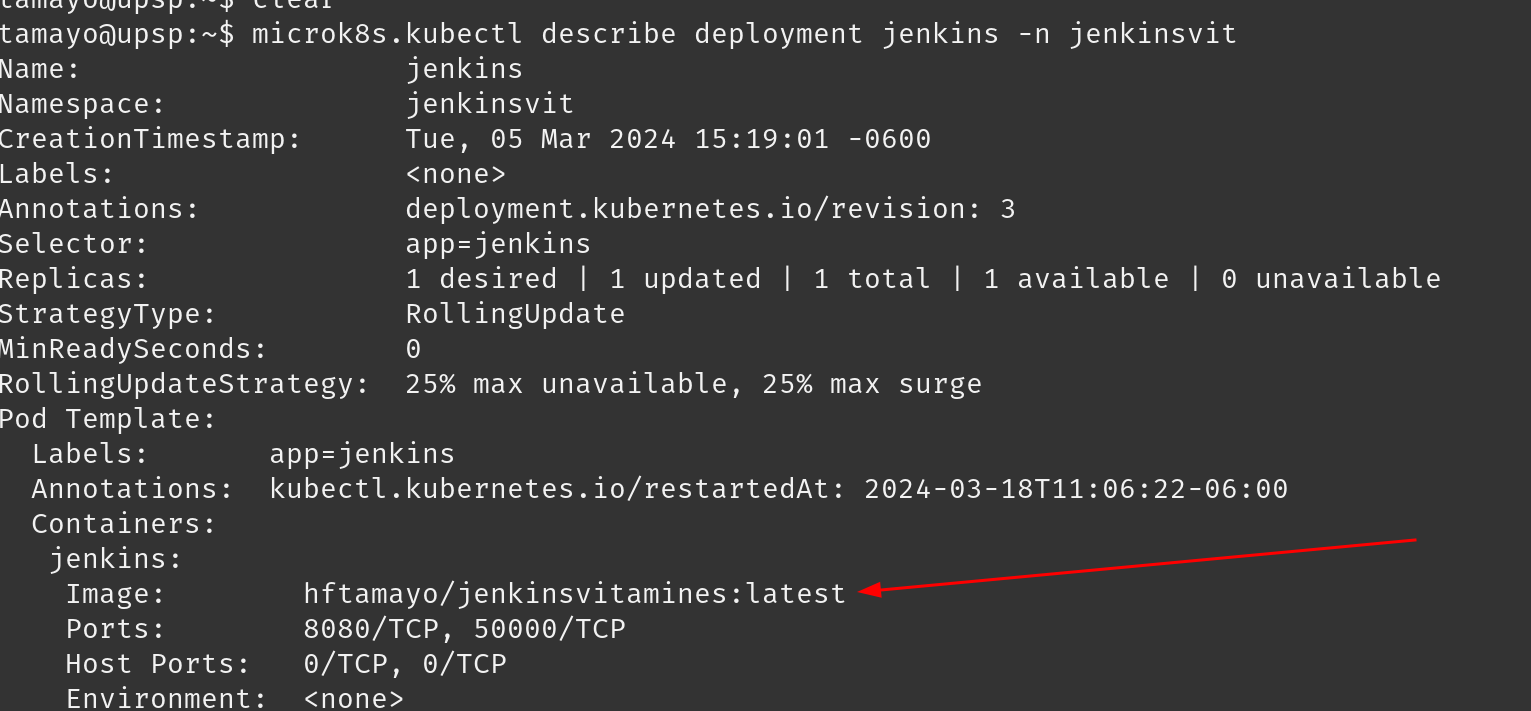 tamayo@upsp:~$ clear
tamayo@upsp:~$ microk8s.kubectl describe deployment jenkins -n jenkinsvit
Name:                   jenkins
Namespace:              jenkinsvit
CreationTimestamp:      Tue, 05 Mar 2024 15:19:01 -0600
Labels:                 <none>
Annotations:            deployment.kubernetes.io/revision: 3
Selector:               app=jenkins
Replicas:               1 desired | 1 updated | 1 total | 1 available | 0 unavailable
StrategyType:           RollingUpdate
MinReadySeconds:        0
RollingUpdateStrategy:  25% max unavailable, 25% max surge
Pod Template:
  Labels:       app=jenkins
  Annotations:  kubectl.kubernetes.io/restartedAt: 2024-03-18T11:06:22-06:00
  Containers:
   jenkins:
    Image:        hftamayo/jenkinsvitamines:latest
    Ports:        8080/TCP, 50000/TCP
    Host Ports:   0/TCP, 0/TCP
    Environment:  <none>